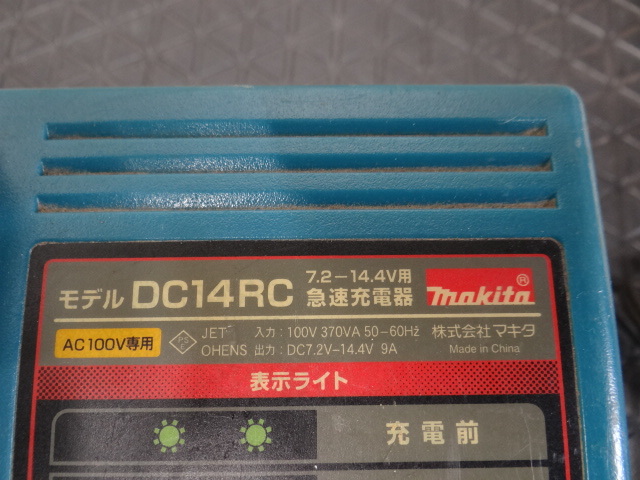 モデル DC14RC 7.2−14.4V用 急速充電器 makita®
AC100V専用 PS JET 入力：100V 370VA 50−60Hz 株式会社マキタ
OHENS 出力：DC7.2V−14.4V 9A Made in China
表示ライト
充電前